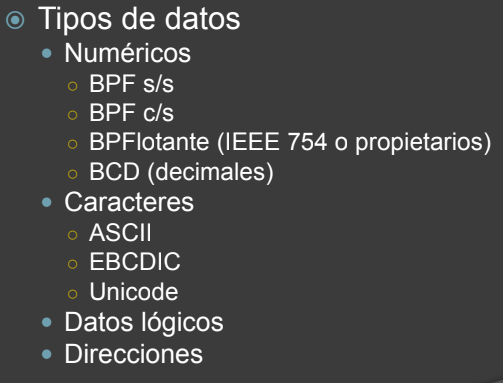 Tipos de datos
Numéricos
BPF s/s
BPF c/s
BPFlotante (IEEE 754 o propietarios)
BCD (decimales)
Caracteres
ASCII
EBCDIC
Unicode
Datos lógicos
Direcciones